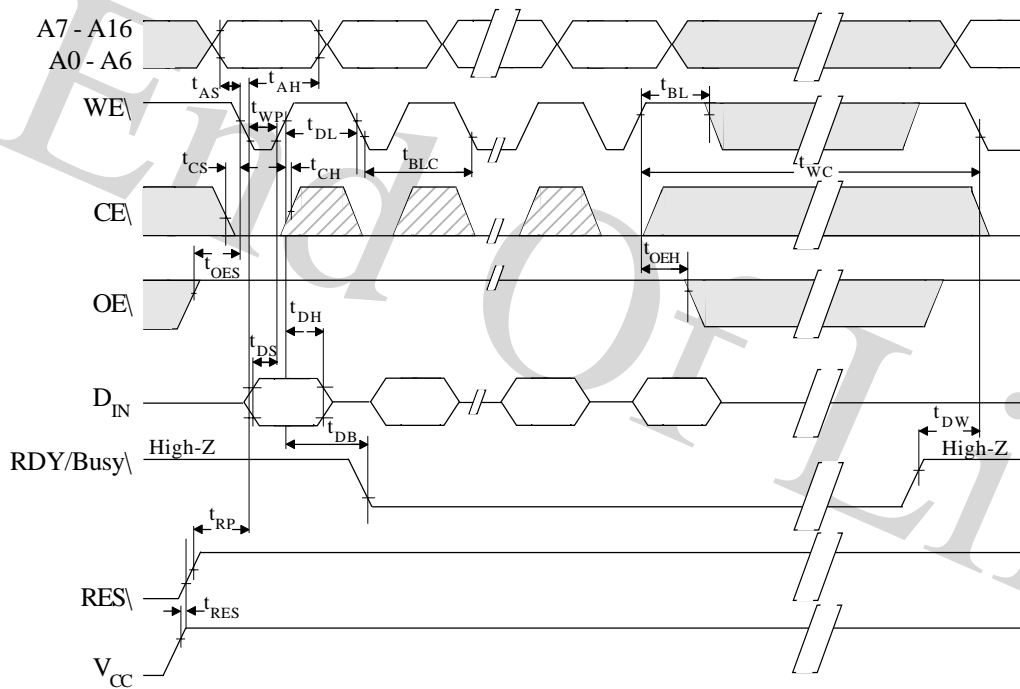 A7 - A16
A0 - A6
tAS
tAH
WE\
tWP
tDL
tBLC
tBL
tWC
tCS
tCH
CE\
tOES
tOEH
OE\
tDH
tDS
DIN
tDB
tDW
RDY/Busy\
High-Z
High-Z
tRP
RES\
tRES
VCC
End Of Li